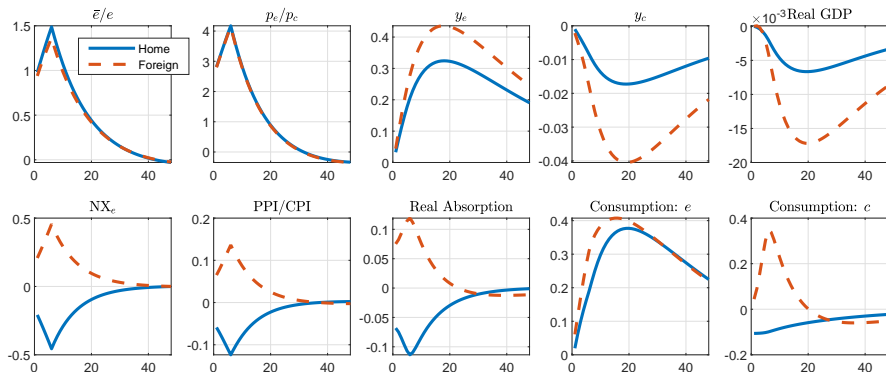 ē/e
p_e/p_c
y_e
y_c
×10⁻³Real GDP
Home
Foreign
1.5
1
0.5
0
0 20 40
4
3
2
1
0
0 20 40
0.4
0.3
0.2
0.1
0
0 20 40
0
-0.01
-0.02
-0.03
-0.04
0 20 40
0
-5
-10
-15
-20
0 20 40
NX_e
PPI/CPI
Real Absorption
Consumption: e
Consumption: c
0.5
0
-0.5
0 20 40
0.2
0.1
0
-0.1
0 20 40
0.1
0.05
0
-0.05
-0.1
0 20 40
0.4
0.3
0.2
0.1
0
0 20 40
0.4
0.2
0
-0.2
0 20 40